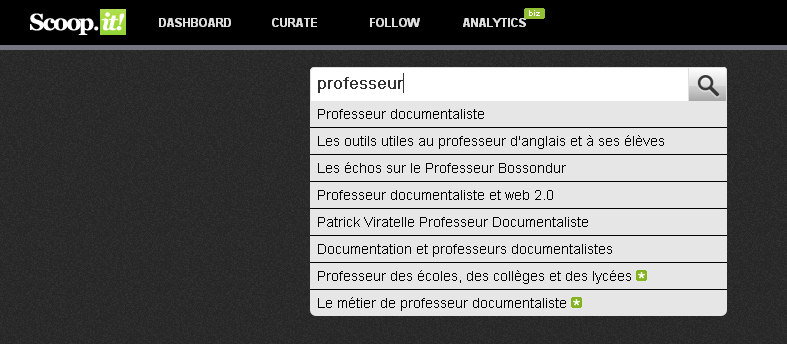 Scoop.it! DASHBOARD CURATE FOLLOW ANALYTICS biz
professeur
Professeur documentaliste
Les outils utiles au professeur d'anglais et à ses élèves
Les échos sur le Professeur Bossondur
Professeur documentaliste et web 2.0
Patrick Viratelle Professeur Documentaliste
Documentation et professeurs documentalistes
Professeur des écoles, des collèges et des lycées
Le métier de professeur documentaliste